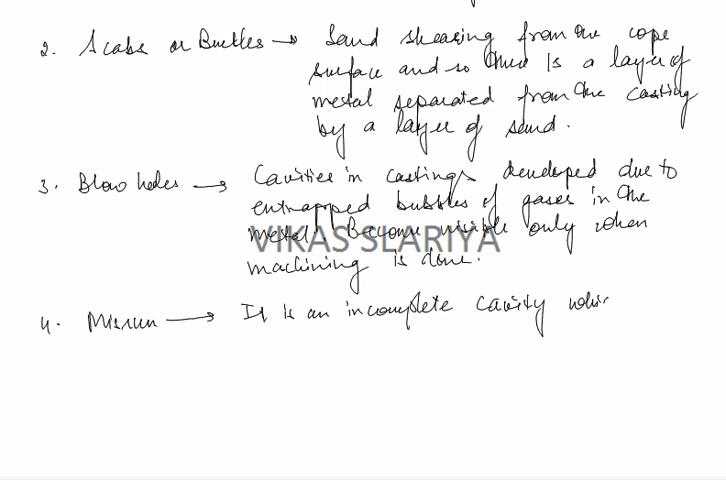 2. Scabs or Buckles → Sand shearing from the cope
surface and so there is a layer of
metal separated from the casting
by a layer of sand.
3. Blow holes → Cavities in castings developed due to
entrapped bubbles of gases in the
metal. Become visible only when
VIKAS SLARIYA
machining is done.
4. Misrun → It is an incomplete cavity